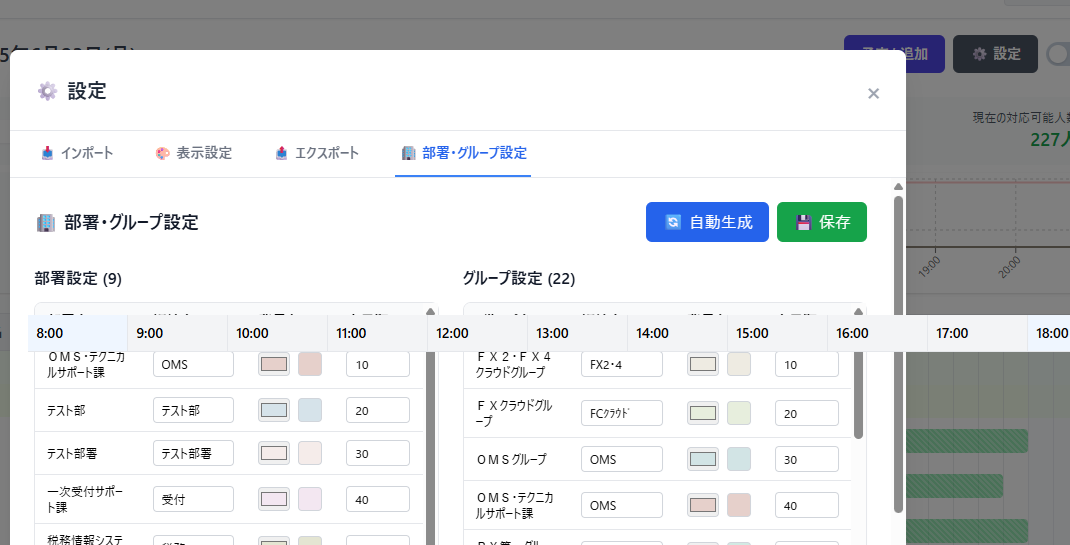 設定
現在の対応可能人数
227人
設定
×
インポート
表示設定
エクスポート
部署・グループ設定
部署・グループ設定
自動生成
保存
部署設定 (9)
グループ設定 (22)
8:00
9:00
10:00
11:00
12:00
13:00
14:00
15:00
16:00
17:00
18:00
19:00
20:00
ＯＭＳ・テクニカ
ルサポート課
OMS
10
テスト部
テスト部
20
テスト部署
テスト部署
30
一次受付サポー
ト課
受付
40
税務情報システ
ＦＸ２・ＦＸ４
クラウドグループ
FX2・4
10
ＦＸクラウドグル
ープ
FCｸﾗｳﾄﾞ
20
ＯＭＳグループ
OMS
30
ＯＭＳ・テクニカ
ルサポート課
OMS
40